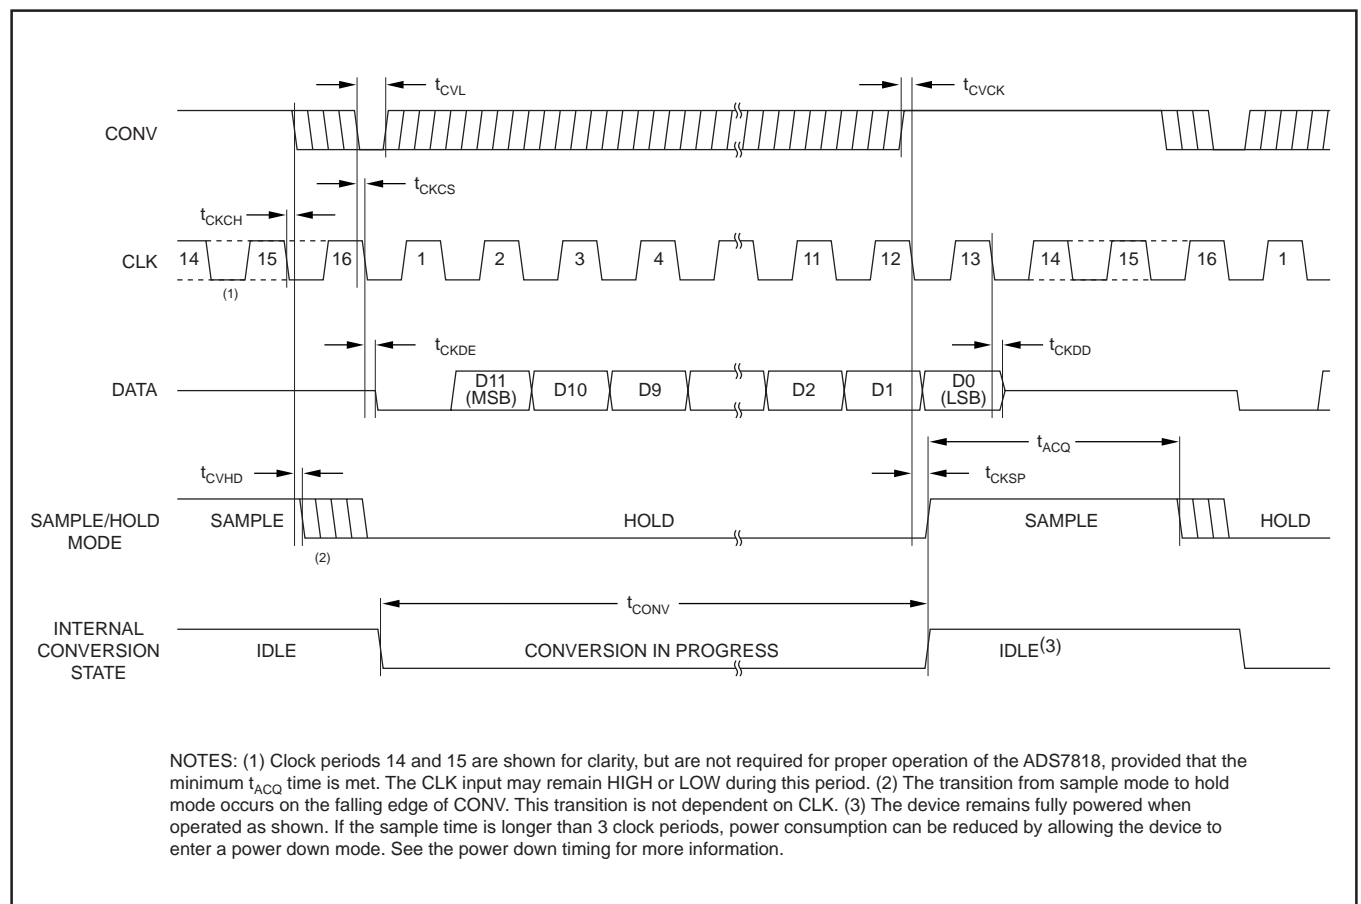 tCVL
tCVCK
CONV
tCKCS
tCKCH
CLK
14 15 16 1 2 3 4 11 12 13 14 15 16 1
(1)
tCKDE
tCKDD
DATA
D11
(MSB)
D10 D9 D2 D1
D0
(LSB)
tACQ
tCVHD
tCKSP
SAMPLE/HOLD
MODE
SAMPLE HOLD SAMPLE HOLD
(2)
tCONV
INTERNAL
CONVERSION
STATE
IDLE CONVERSION IN PROGRESS IDLE(3)
NOTES: (1) Clock periods 14 and 15 are shown for clarity, but are not required for proper operation of the ADS7818, provided that the
minimum tACQ time is met. The CLK input may remain HIGH or LOW during this period. (2) The transition from sample mode to hold
mode occurs on the falling edge of CONV. This transition is not dependent on CLK. (3) The device remains fully powered when
operated as shown. If the sample time is longer than 3 clock periods, power consumption can be reduced by allowing the device to
enter a power down mode. See the power down timing for more information.